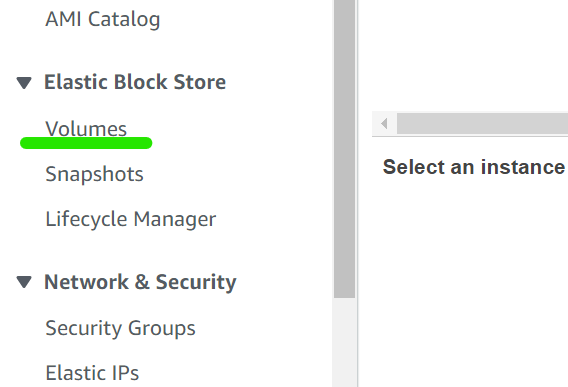 AMI Catalog
Elastic Block Store
Volumes
Snapshots
Lifecycle Manager
Network & Security
Security Groups
Elastic IPs
Select an instance